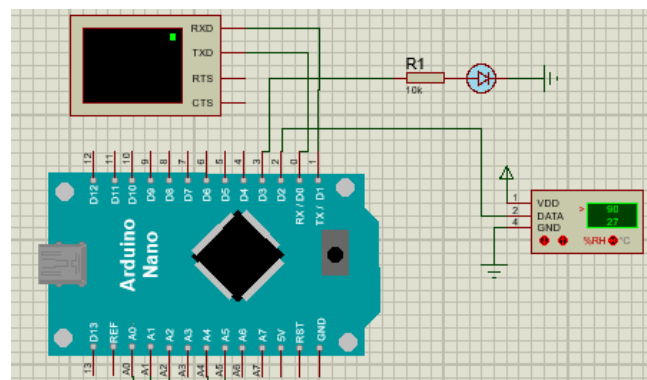 RXD
TXD
RTS
CTS
R1
10k
12 11 10 9 8 7 6 5 4 3 2 0 1
D12 D11 D10 D9 D8 D7 D6 D5 D4 D3 D2 RX / D0 TX / D1
Arduino
Nano
1 VDD
2 DATA
4 GND
>
90
27
%RH
°C
D13 REF A0 A1 A2 A3 A4 A5 A6 A7 5V RST GND
13 A0 A1 A2 A3 A4 A5 A6 A7